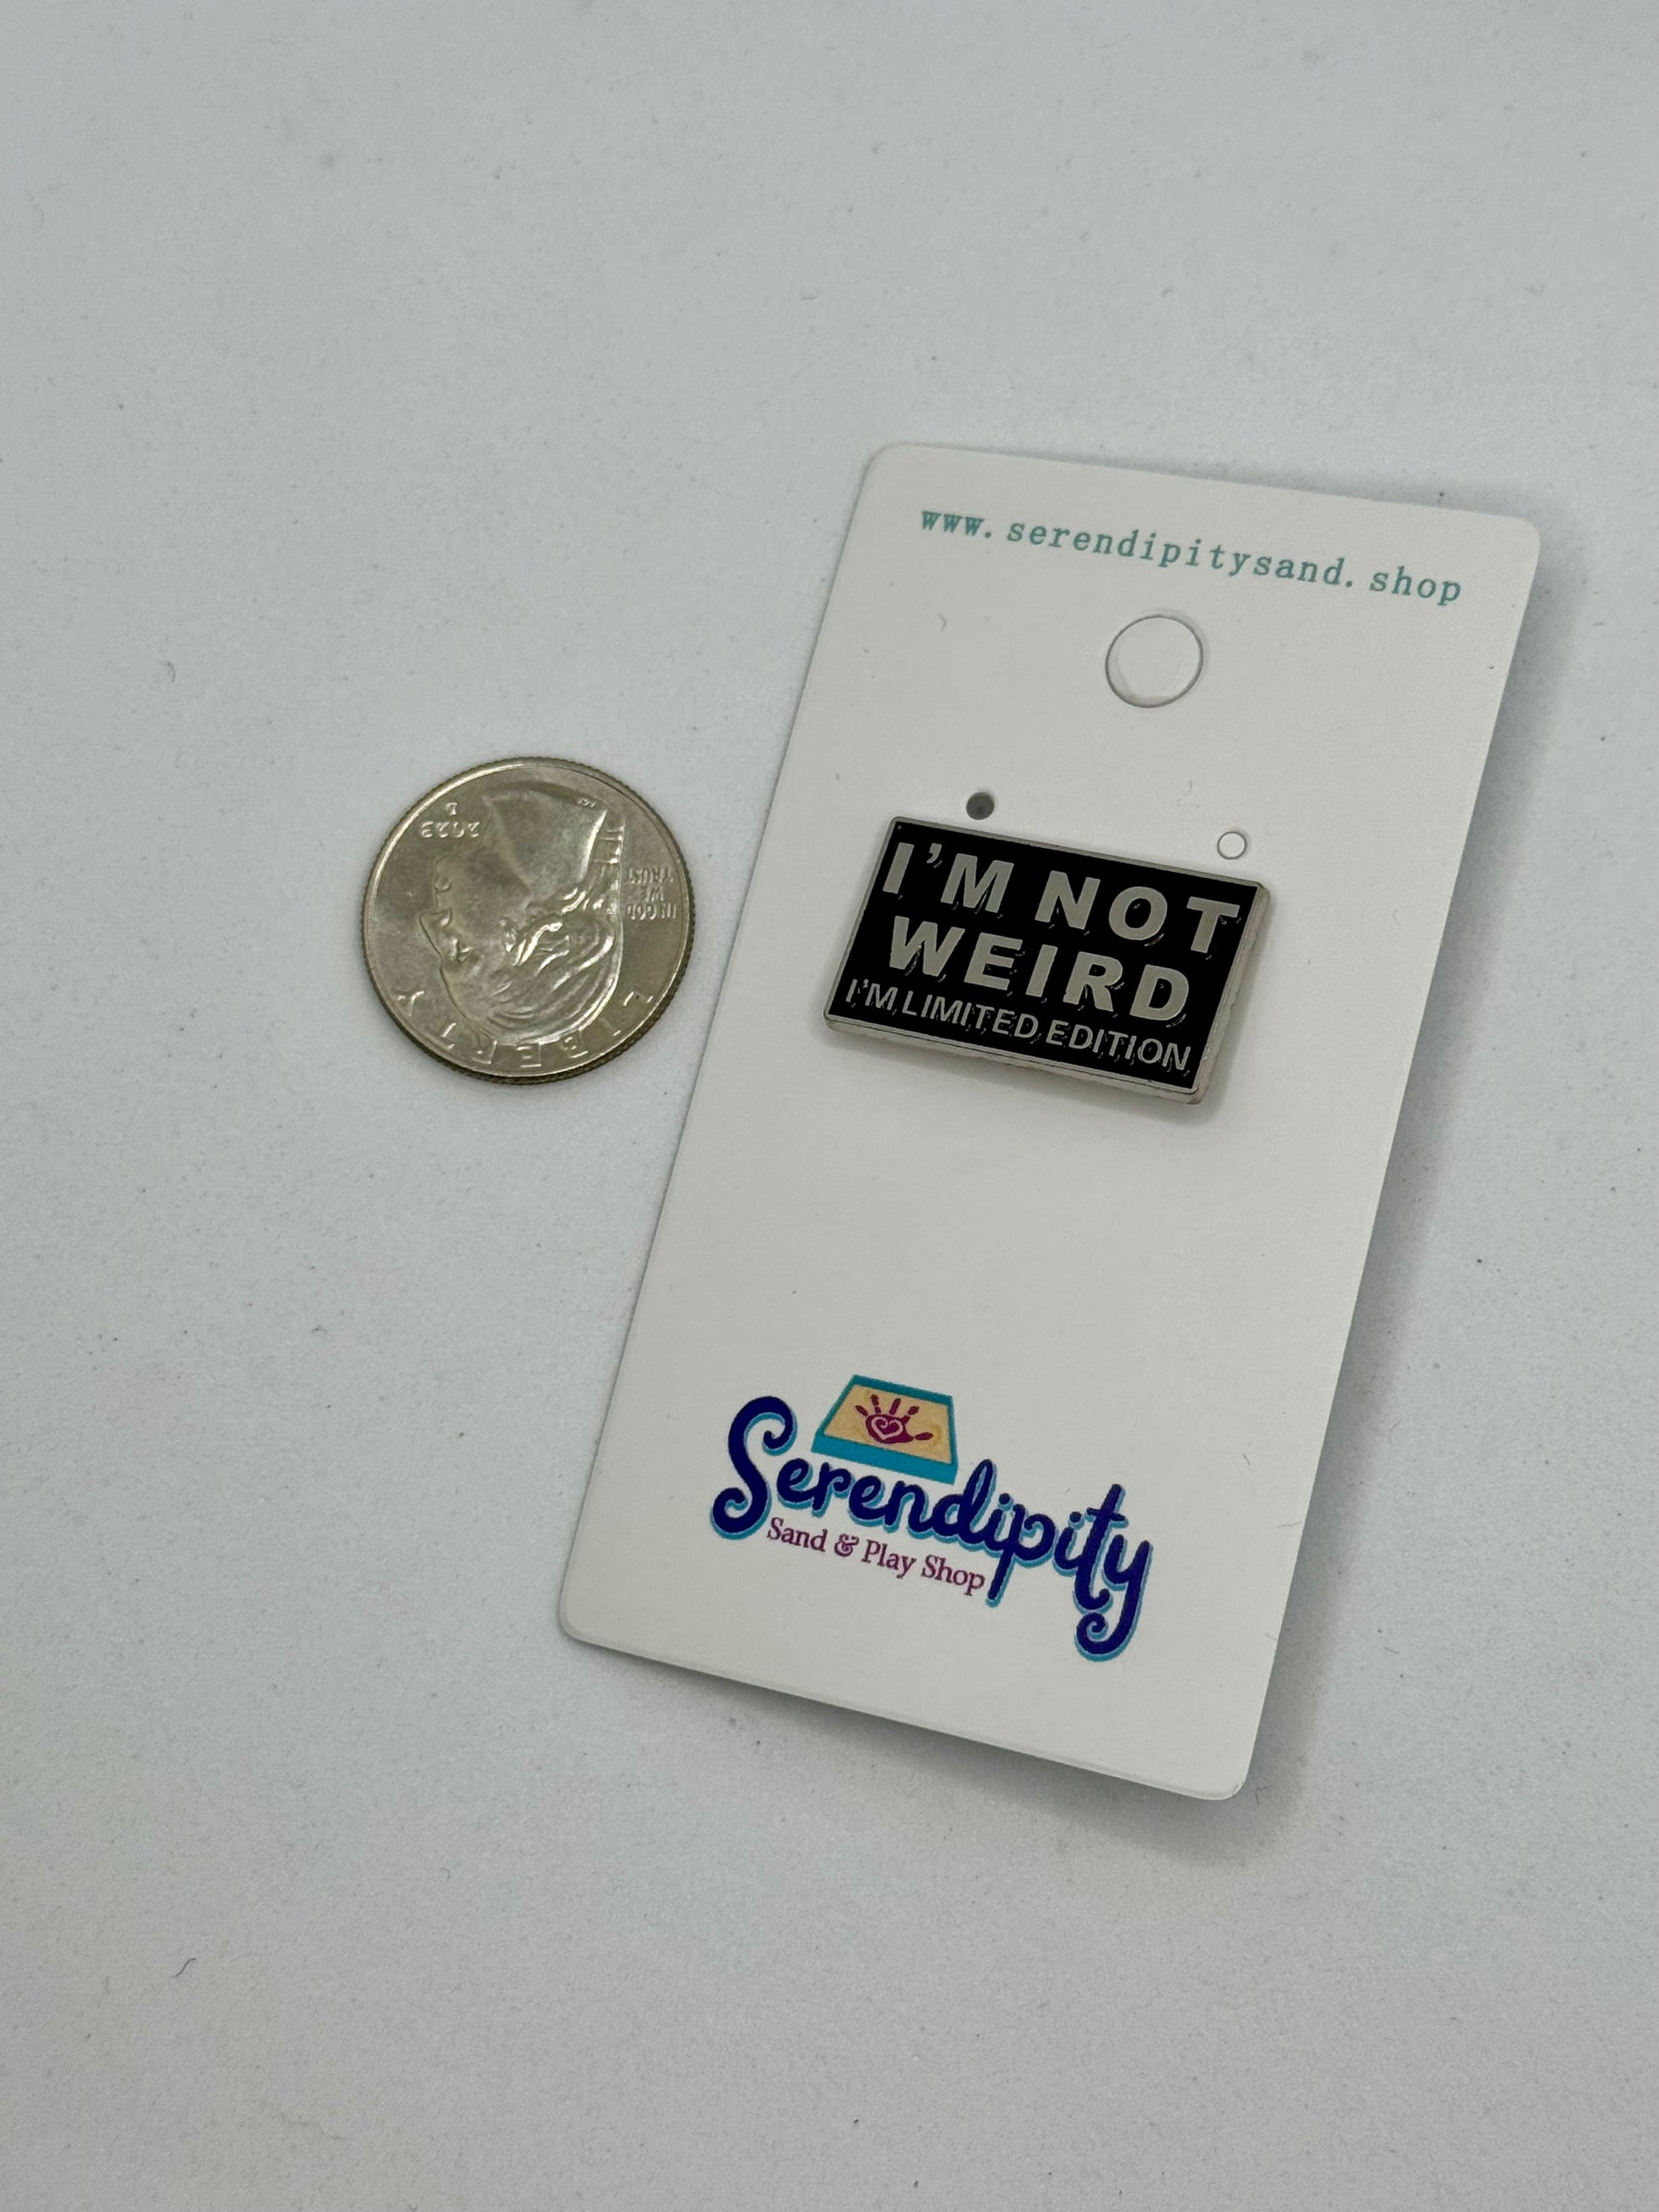 www.serendipitysand.shop
I'M NOT
WEIRD
I'M LIMITED EDITION
Serendipity
Sand & Play Shop
LIBERTY
IN GOD
WE
TRUST
2023
D